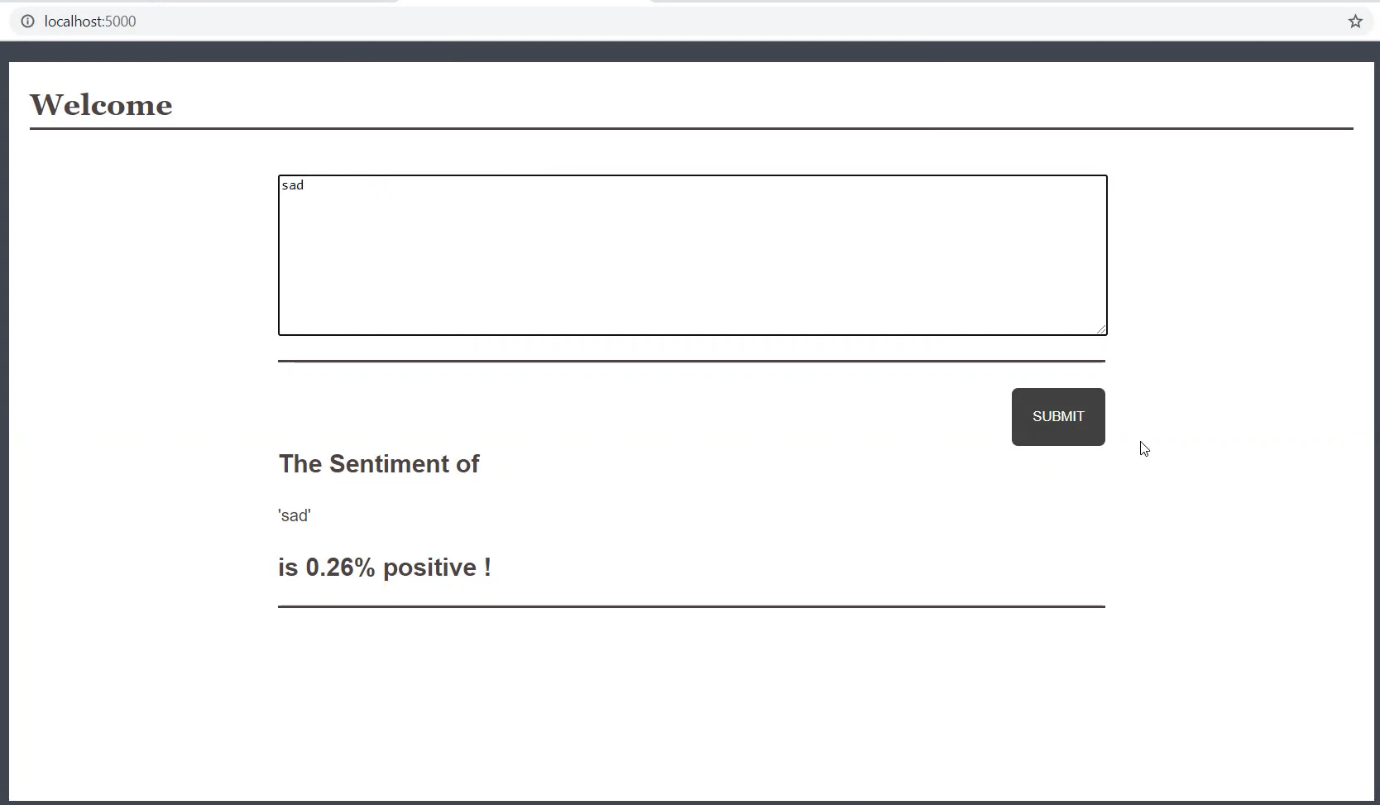 localhost:5000
Welcome
sad
SUBMIT
The Sentiment of
'sad'
is 0.26% positive !